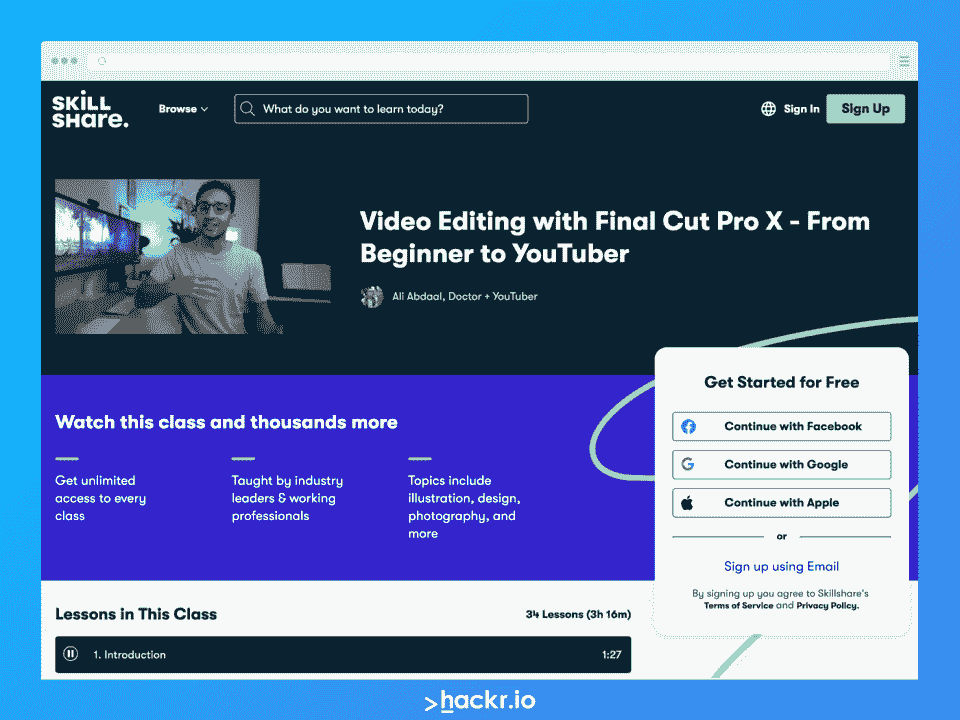 SKILL
SHare.
Browse
What do you want to learn today?
Sign In
Sign Up
Video Editing with Final Cut Pro X - From
Beginner to YouTuber
Ali Abdaal, Doctor + YouTuber
Watch this class and thousands more
Get unlimited
access to every
class
Taught by industry
leaders & working
professionals
Topics include
illustration, design,
photography, and
more
Get Started for Free
Continue with Facebook
Continue with Google
Continue with Apple
or
Sign up using Email
By signing up you agree to Skillshare's
Terms of Service and Privacy Policy.
Lessons in This Class
34 Lessons (3h 16m)
1. Introduction
1:27
>hackr.io